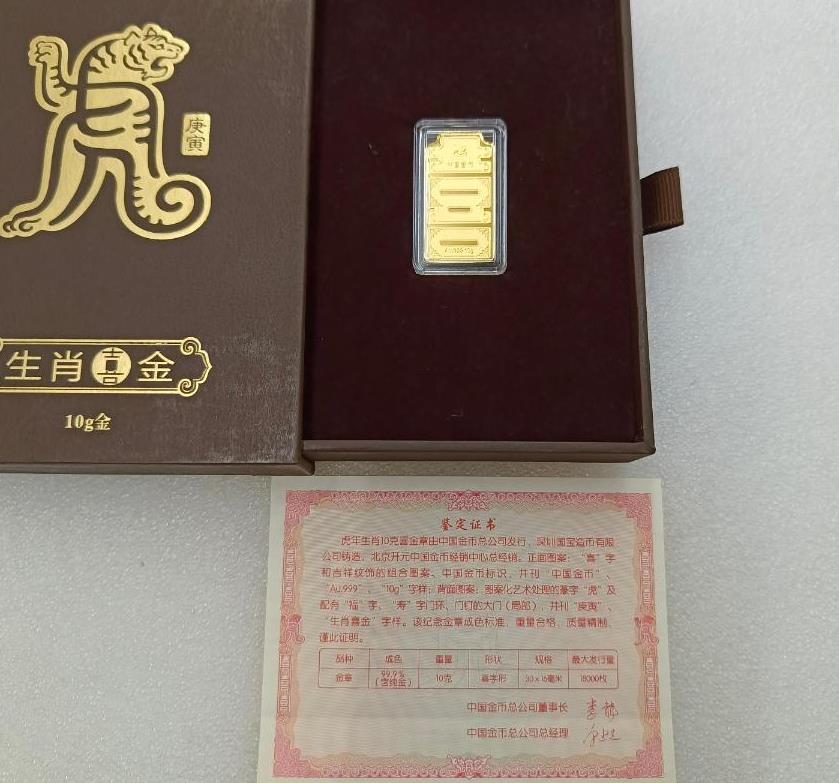 庚寅
生肖喜金
10g金
中国金币
鉴定证书
虎年生肖10克喜金章由中国金币总公司发行，深圳国宝造币有限
公司铸造，北京开元中国金币经销中心总经销。正面图案：“喜”字
和吉祥纹饰的组合图案、中国金币标识，并刊“中国金币”、
“Au.999”、“10g”字样；背面图案：图案化艺术处理的篆字“虎”及
配有“福”字、“寿”字门环、门钉的大门（局部），并刊“庚寅”、
“生肖喜金”字样。该纪念金章成色标准，重量合格，质量精制，
谨此证明。
品种 成色 重量 形状 规格 最大发行量
金章 99.9%（含纯金） 10克 喜字形 30×16毫米 18000枚
中国金币总公司董事长
中国金币总公司总经理